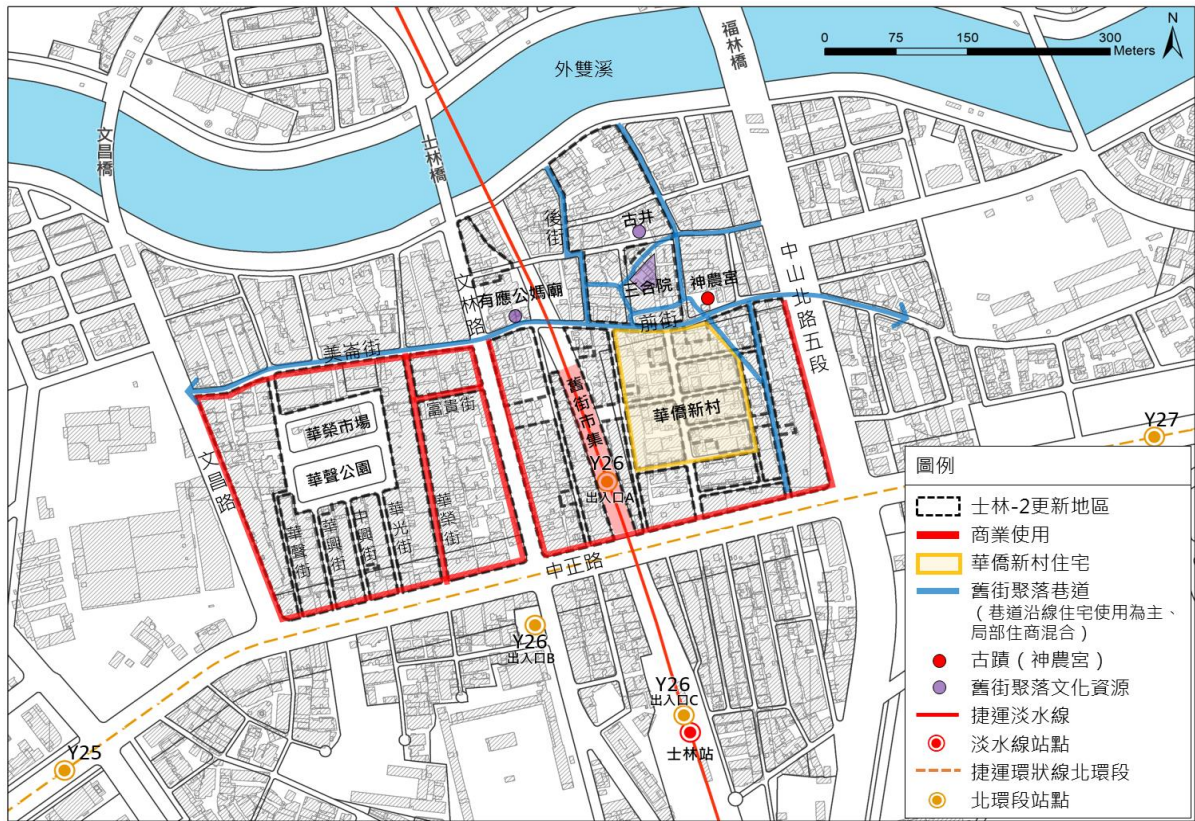 0 75 150 300
Meters
N
外雙溪
福林橋
文昌橋
士林橋
後街
古井
文林路
有應公媽廟
三合院
神農宮
前街
中山北路五段
美崙街
舊街市集
富貴街
華榮市場
華僑新村
華聲公園
Y26
出入口A
Y27
文昌路
華聲街
華興街
中興街
華光街
華榮街
中正路
Y26
出入口B
Y26
出入口C
士林站
Y25
圖例
士林-2更新地區
商業使用
華僑新村住宅
舊街聚落巷道
（巷道沿線住宅使用為主、
局部住商混合）
古蹟（神農宮）
舊街聚落文化資源
捷運淡水線
淡水線站點
捷運環狀線北環段
北環段站點